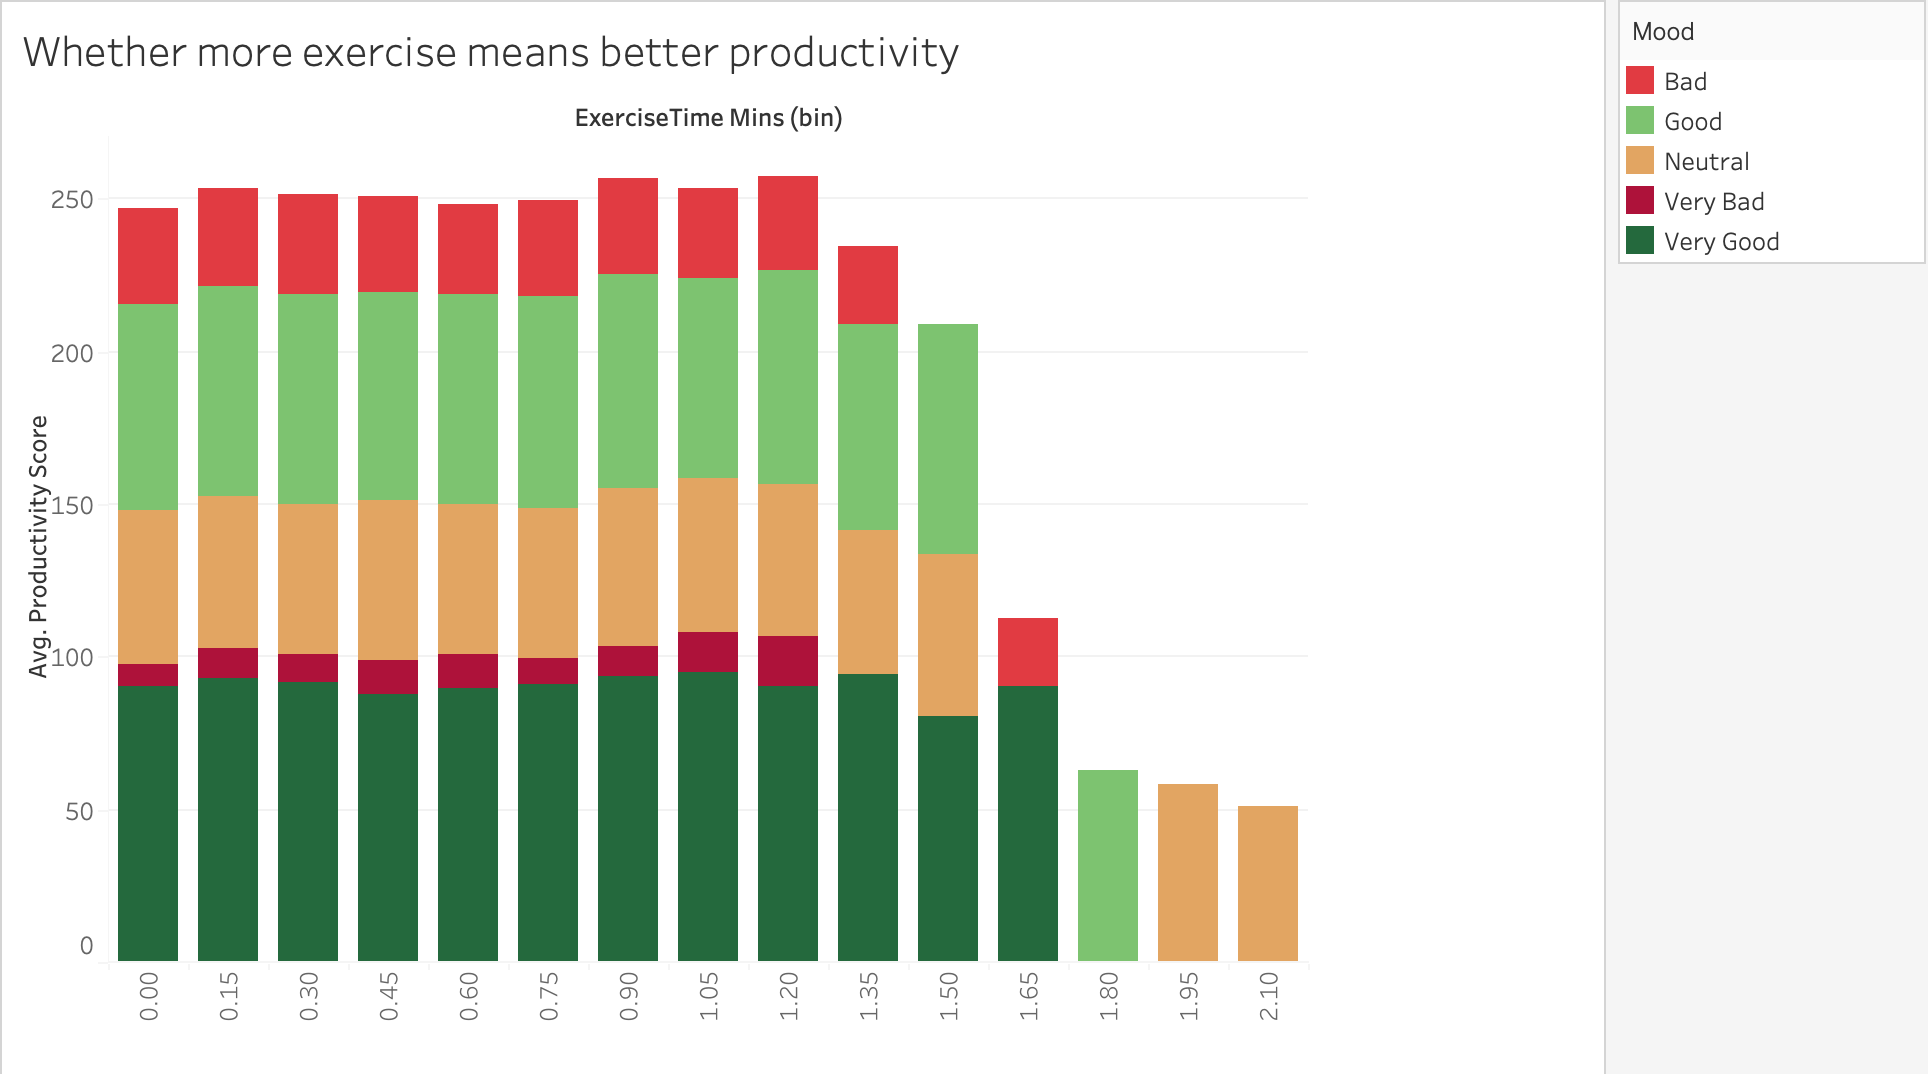 Whether more exercise means better productivity
ExerciseTime Mins (bin)
Avg. Productivity Score
250
200
150
100
50
0
0.00
0.15
0.30
0.45
0.60
0.75
0.90
1.05
1.20
1.35
1.50
1.65
1.80
1.95
2.10
Mood
Bad
Good
Neutral
Very Bad
Very Good